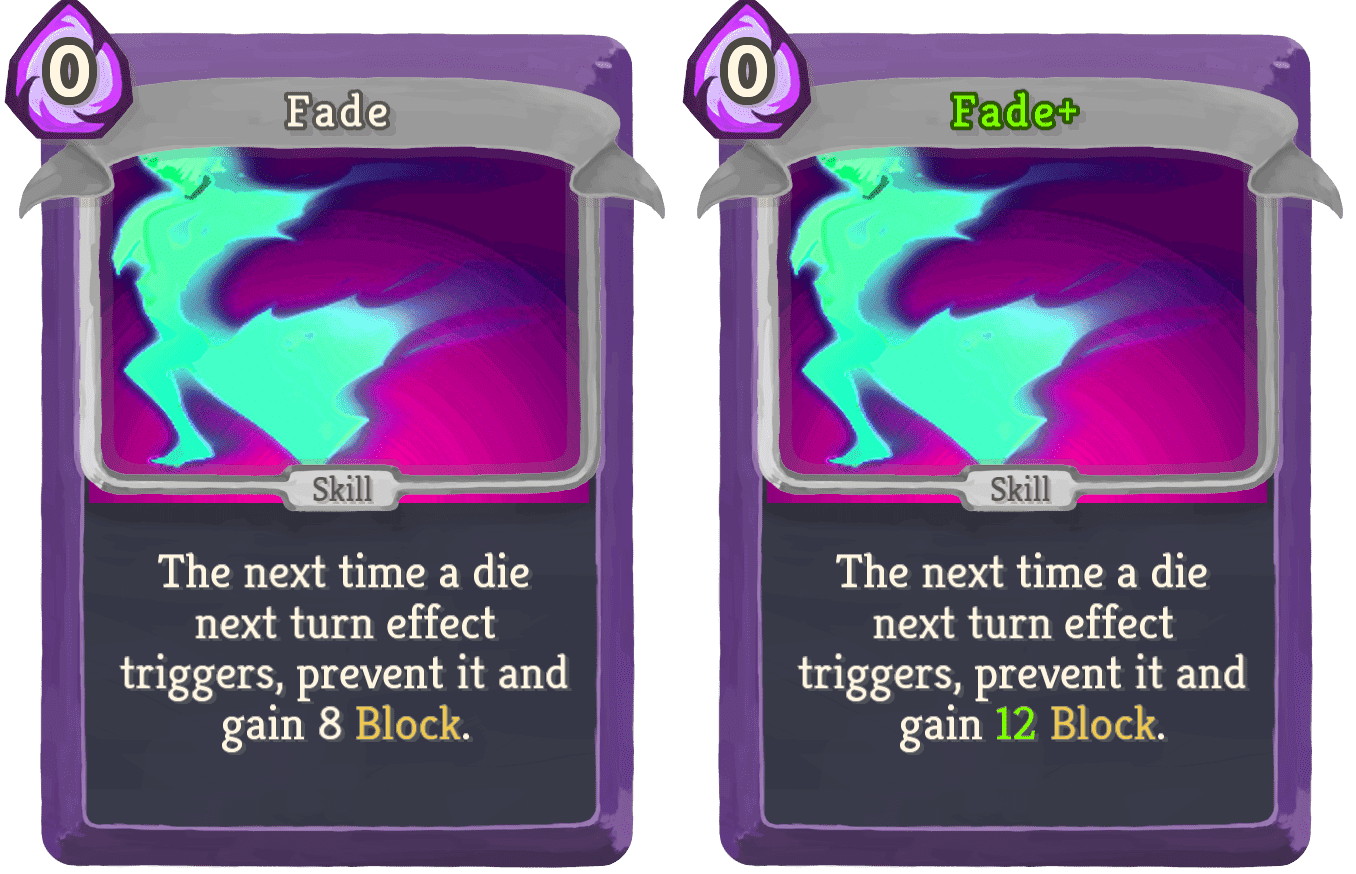 0
Fade
Skill
The next time a die
next turn effect
triggers, prevent it and
gain 8 Block.
0
Fade+
Skill
The next time a die
next turn effect
triggers, prevent it and
gain 12 Block.